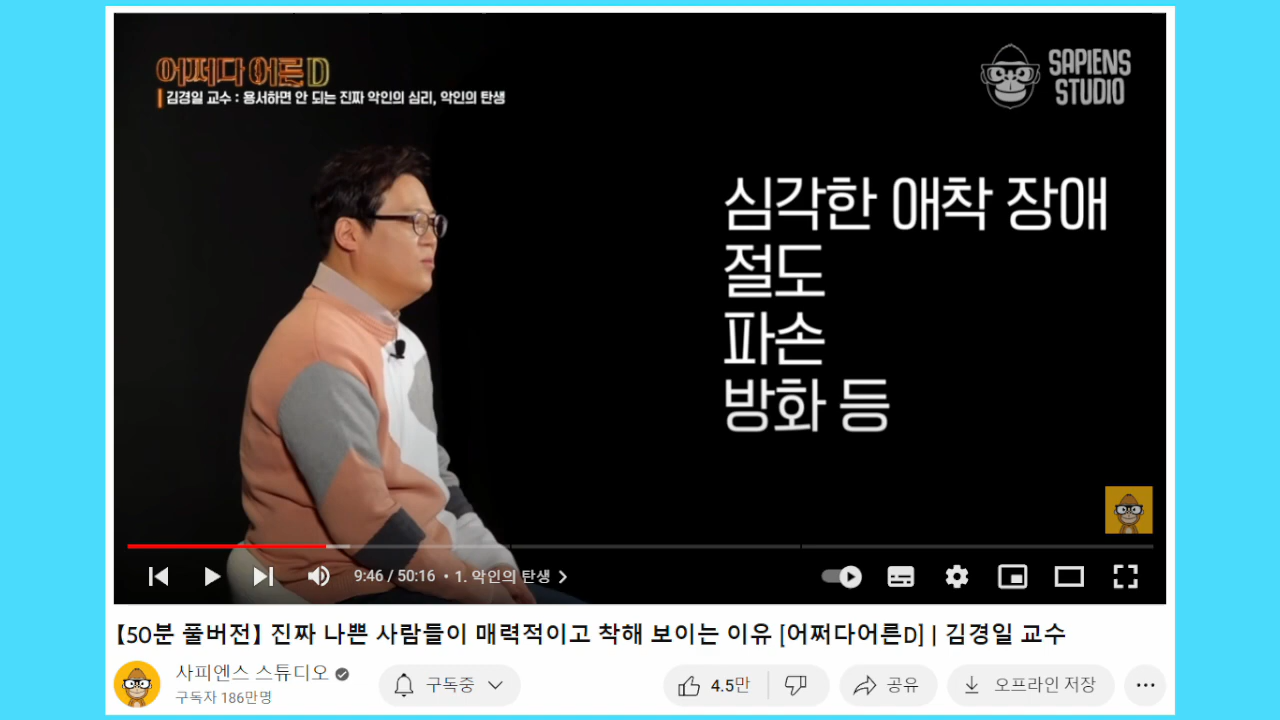 어쩌다 어른 D
김경일 교수 : 용서하면 안 되는 진짜 악인의 심리, 악인의 탄생
SAPIENS
STUDIO
심각한 애착 장애
절도
파손
방화 등
9:46 / 50:16 • 1. 악인의 탄생
【50분 풀버전】 진짜 나쁜 사람들이 매력적이고 착해 보이는 이유 [어쩌다어른D] | 김경일 교수
사피엔스 스튜디오
구독자 186만명
구독중
4.5만
공유
오프라인 저장